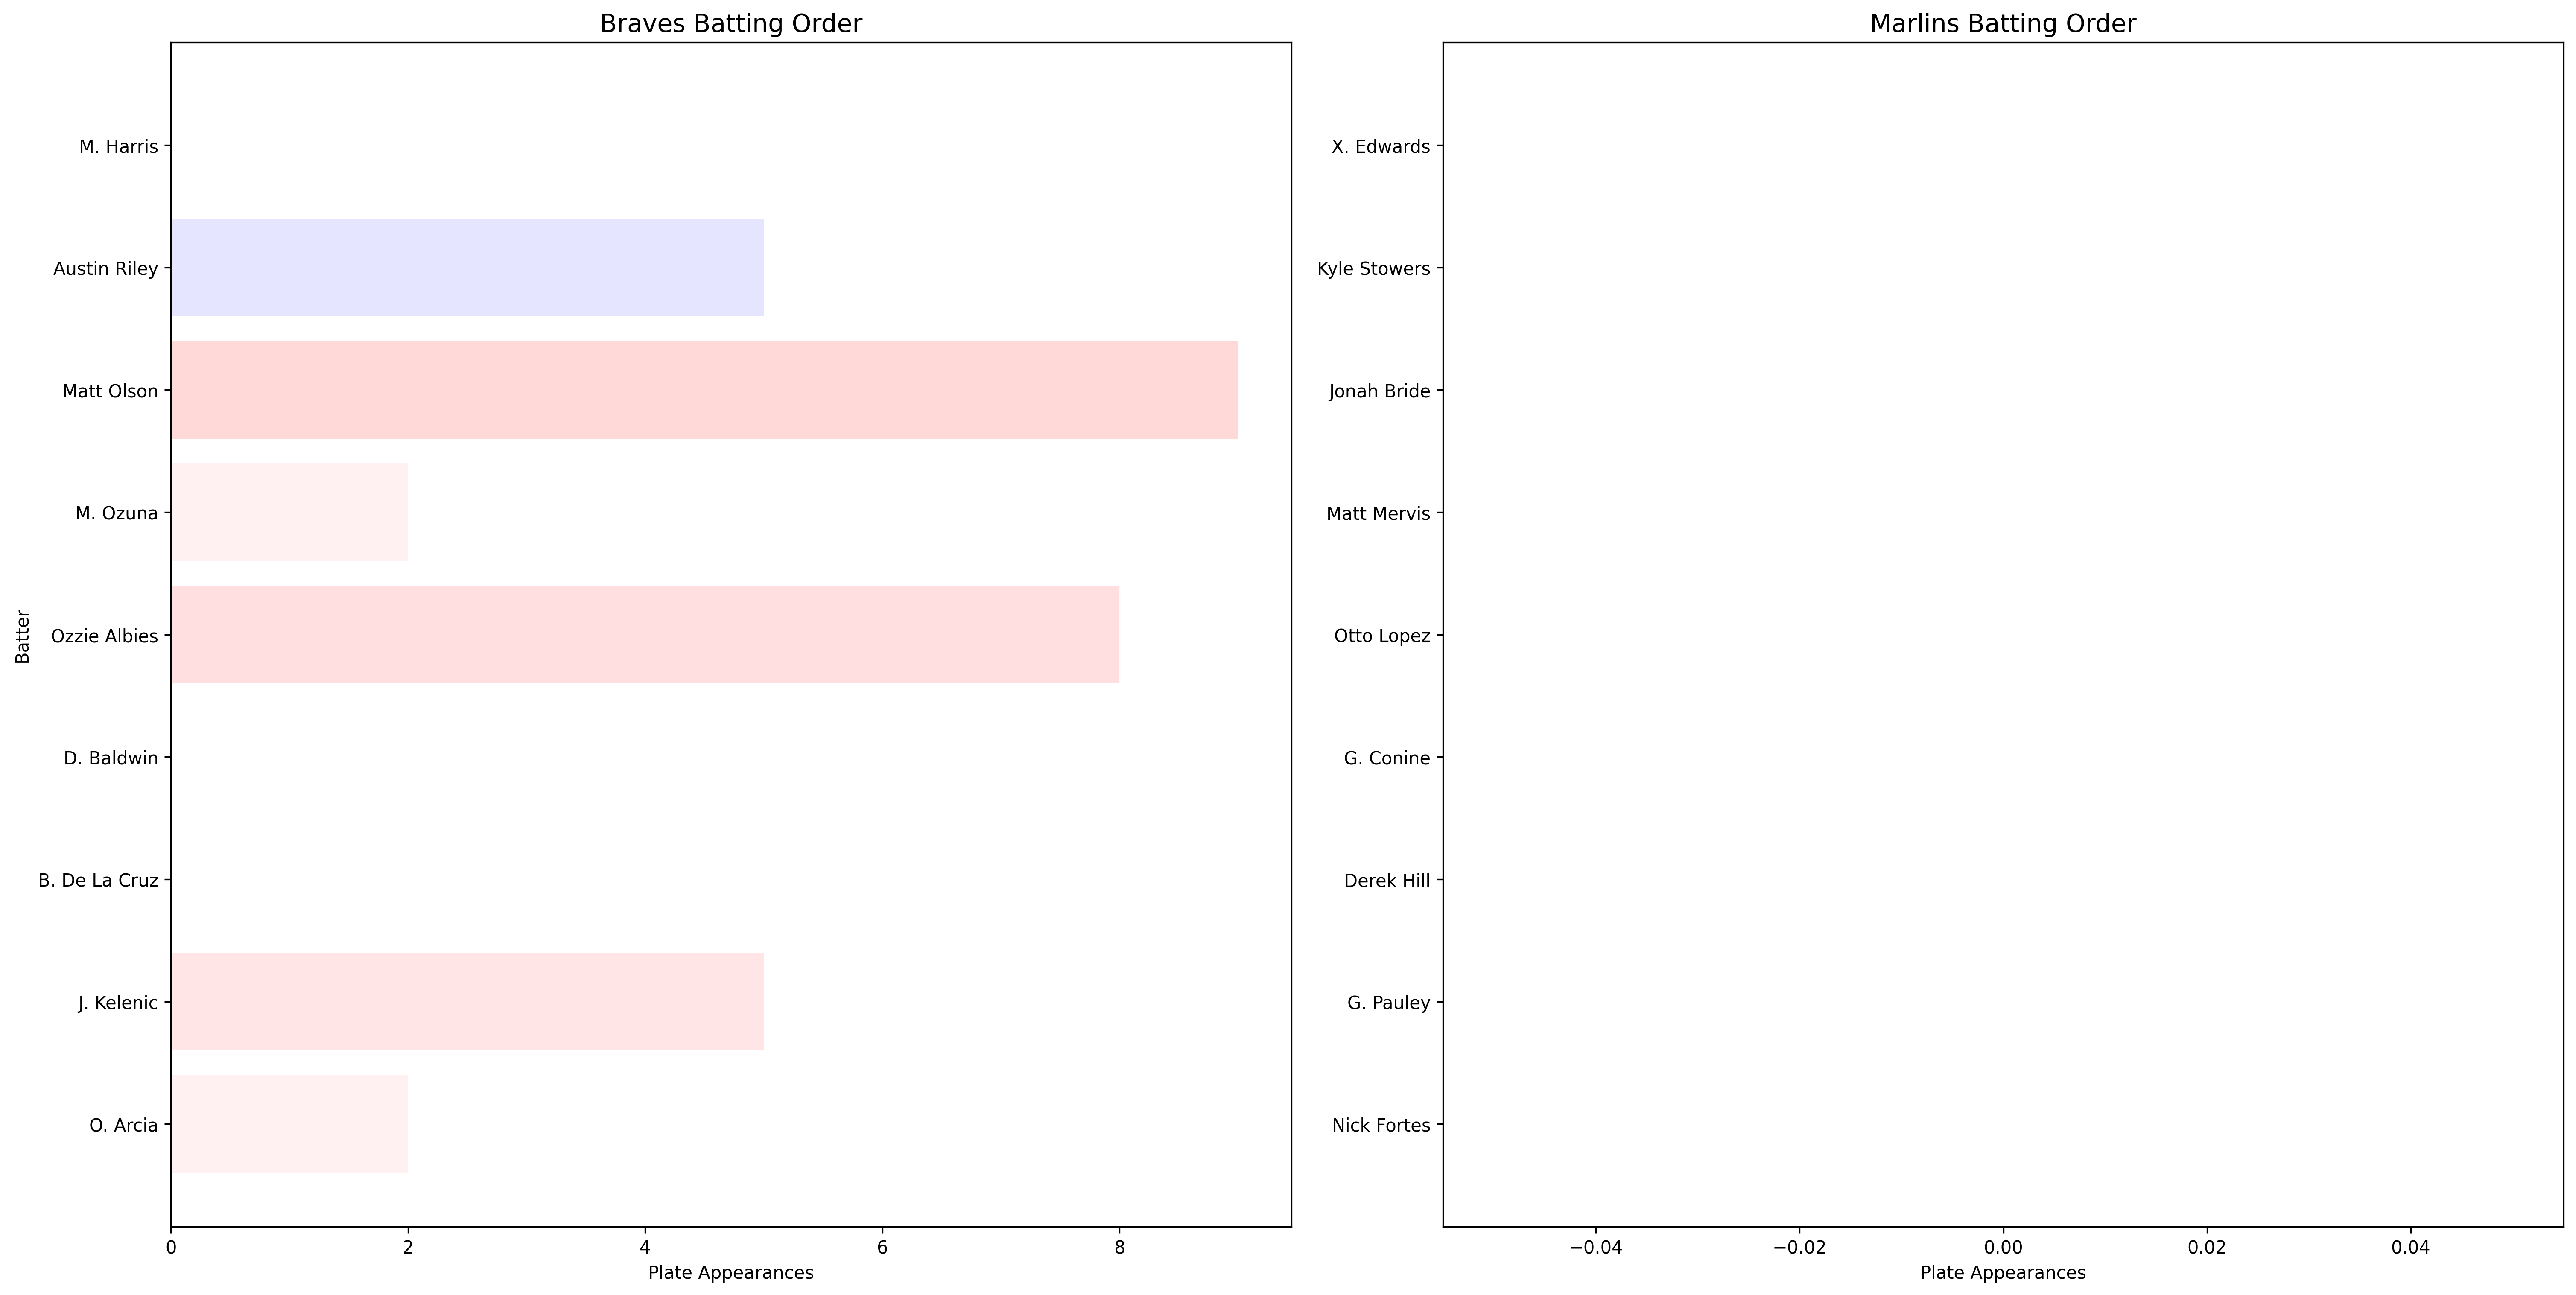 Braves Batting Order
Batter
M. Harris
Austin Riley
Matt Olson
M. Ozuna
Ozzie Albies
D. Baldwin
B. De La Cruz
J. Kelenic
O. Arcia
0 2 4 6 8
Plate Appearances
Marlins Batting Order
X. Edwards
Kyle Stowers
Jonah Bride
Matt Mervis
Otto Lopez
G. Conine
Derek Hill
G. Pauley
Nick Fortes
−0.04 −0.02 0.00 0.02 0.04
Plate Appearances